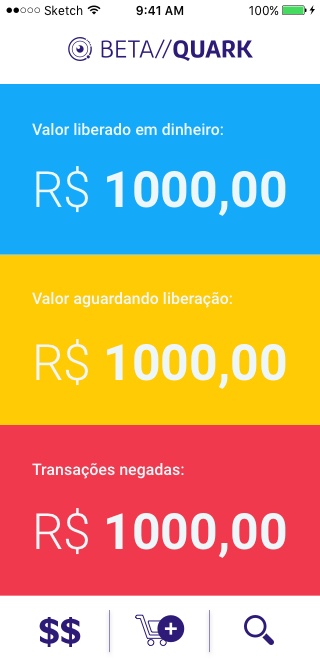 Sketch 9:41 AM 100%
BETA//QUARK
Valor liberado em dinheiro:
R$ 1000,00
Valor aguardando liberação:
R$ 1000,00
Transações negadas:
R$ 1000,00
$$